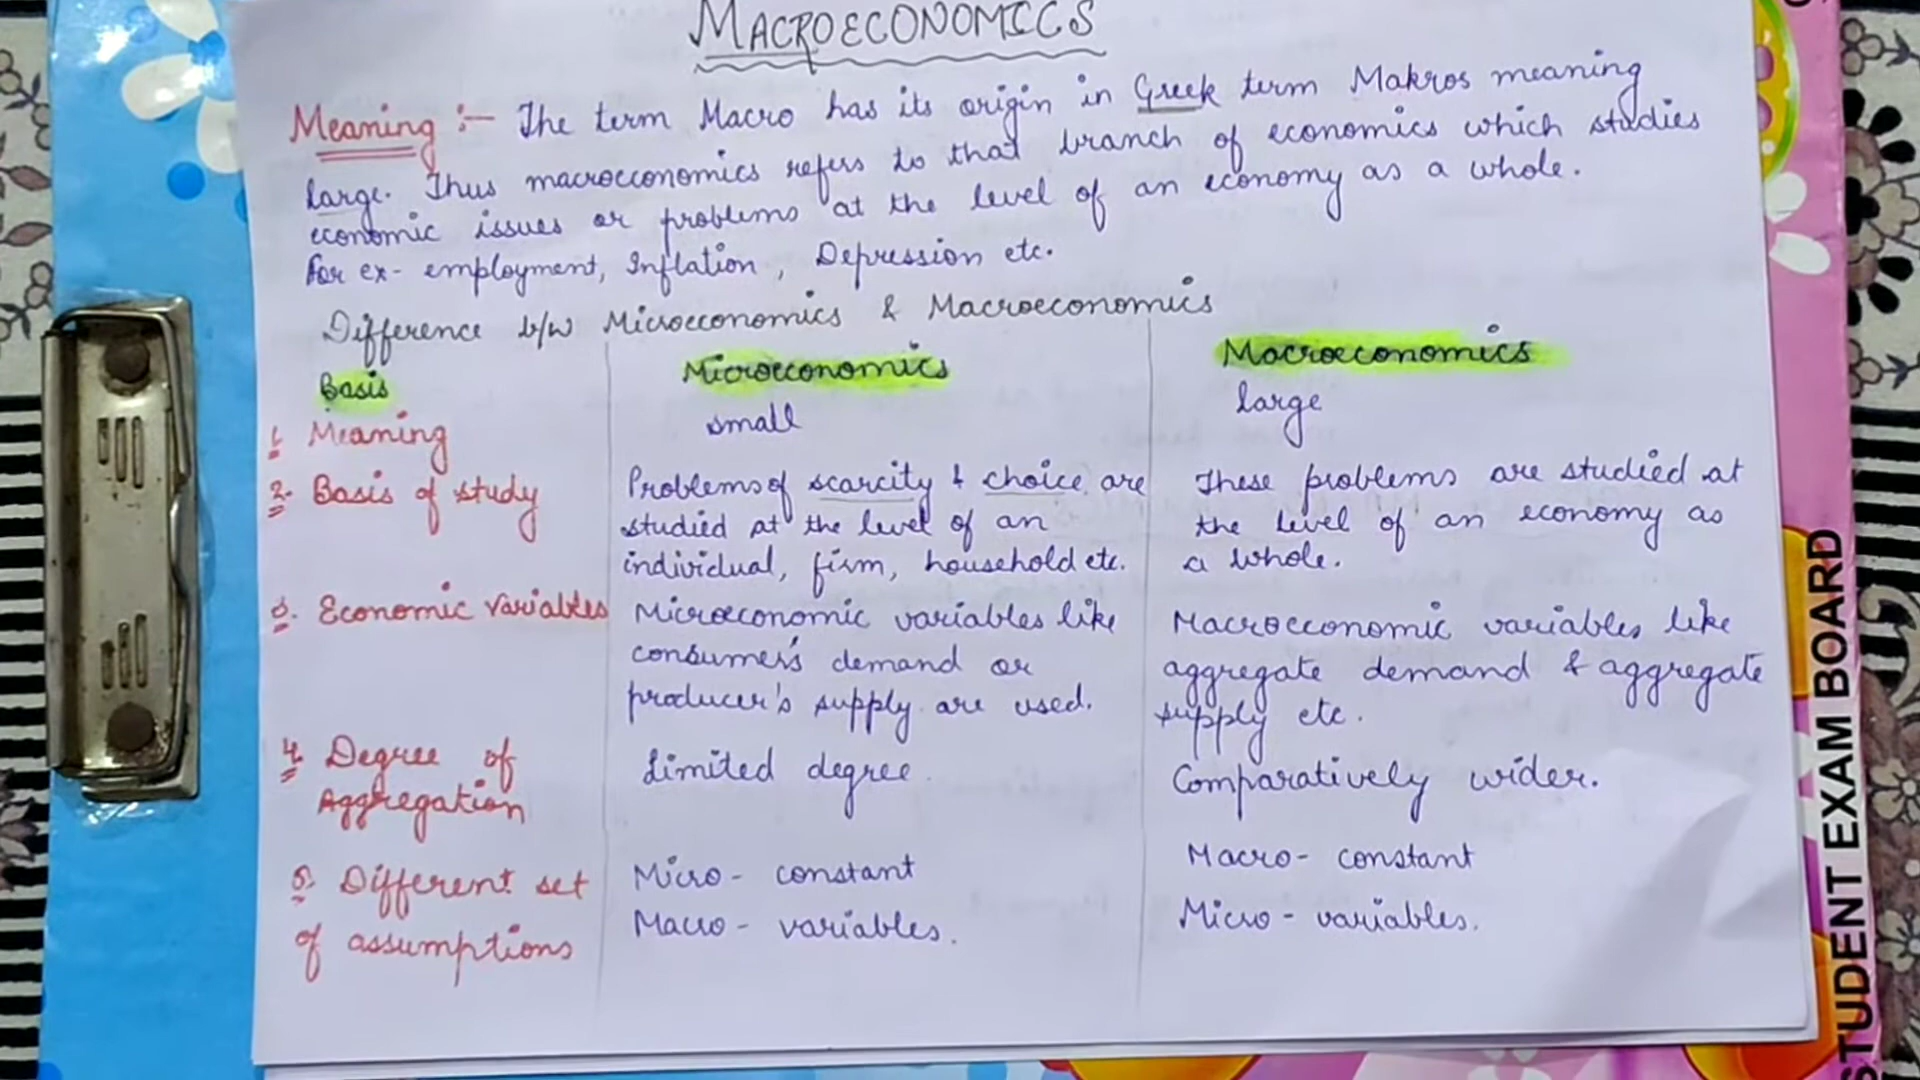 MACROECONOMICS
Meaning :- The term Macro has its origin in Greek term Makros meaning
large. Thus macroeconomics refers to that branch of economics which studies
economic issues or problems at the level of an economy as a whole.
For ex- employment, Inflation, Depression etc.
Difference b/w Microeconomics & Macroeconomics
Basis Microeconomics Macroeconomics
1. Meaning small large
2. Basis of study Problems of scarcity & choice are These problems are studied at
studied at the level of an the level of an economy as
individual, firm, household etc. a whole.
3. Economic variables Microeconomic variables like Macroeconomic variables like
consumer's demand or aggregate demand & aggregate
producer's supply are used. supply etc.
4. Degree of Limited degree. Comparatively wider.
Aggregation
5. Different set Micro - constant Macro - constant
of assumptions Macro - variables. Micro - variables.
STUDENT EXAM BOARD